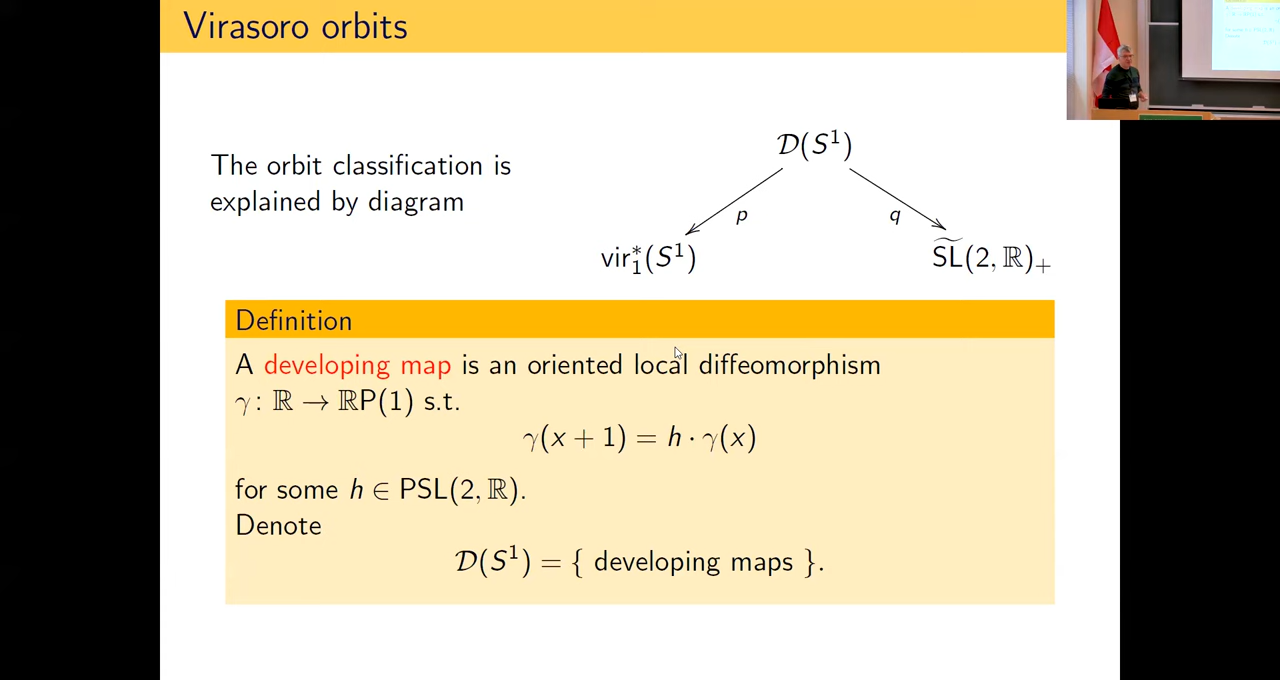 Virasoro orbits
The orbit classification is
explained by diagram
𝒟(S¹)
p
q
vir₁*(S¹)
S͠L(2, ℝ)₊
Definition
A developing map is an oriented local diffeomorphism
γ: ℝ → ℝP(1) s.t.
γ(x + 1) = h · γ(x)
for some h ∈ PSL(2, ℝ).
Denote
𝒟(S¹) = { developing maps }.